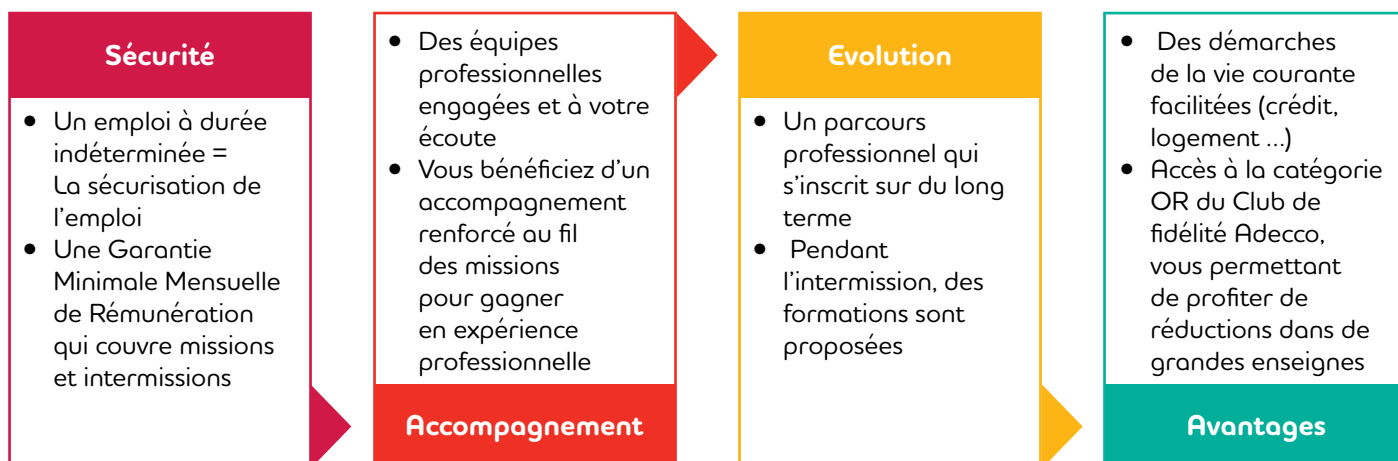 Sécurité
● Un emploi à durée
indéterminée =
La sécurisation de
l'emploi
● Une Garantie
Minimale Mensuelle
de Rémunération
qui couvre missions
et intermissions
● Des équipes
professionnelles
engagées et à votre
écoute
● Vous bénéficiez d'un
accompagnement
renforcé au fil
des missions
pour gagner
en expérience
professionnelle
Accompagnement
Evolution
● Un parcours
professionnel qui
s'inscrit sur du long
terme
● Pendant
l'intermission, des
formations sont
proposées
● Des démarches
de la vie courante
facilitées (crédit,
logement ...)
● Accès à la catégorie
OR du Club de
fidélité Adecco,
vous permettant
de profiter de
réductions dans de
grandes enseignes
Avantages